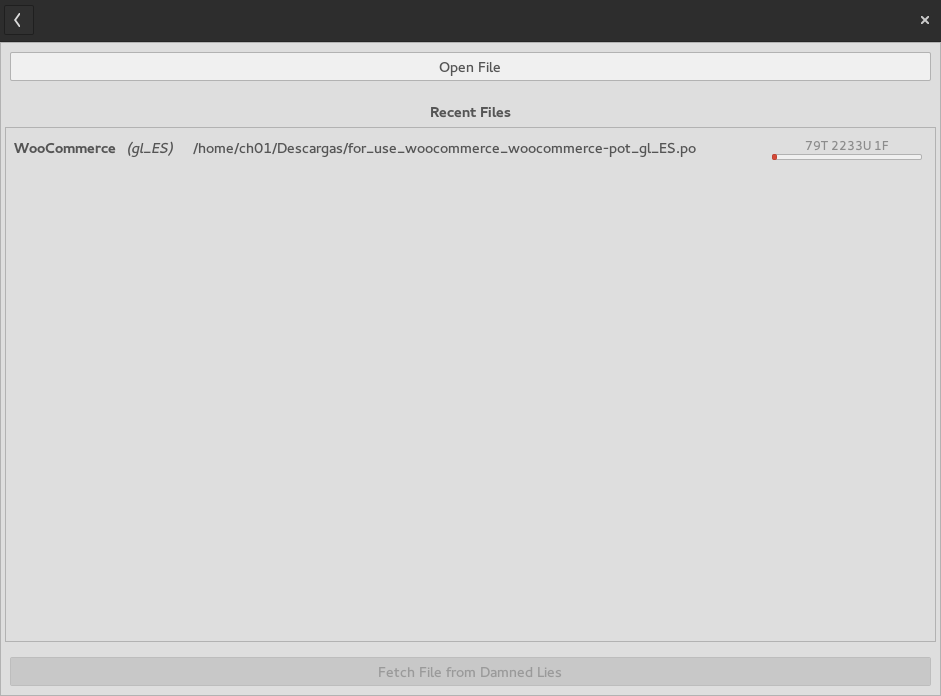 Open File
Recent Files
WooCommerce (gl_ES) /home/ch01/Descargas/for_use_woocommerce_woocommerce-pot_gl_ES.po 79T 2233U 1F
Fetch File from Damned Lies